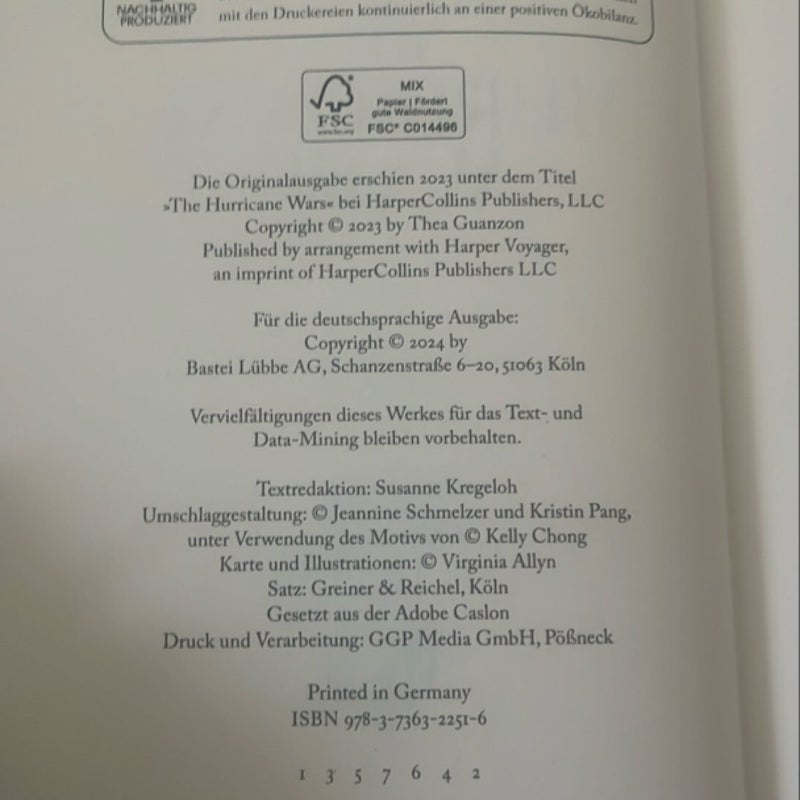 NACHHALTIG
PRODUZIERT
mit den Druckereien kontinuierlich an einer positiven Ökobilanz.
FSC
www.fsc.org
MIX
Papier | Fördert
gute Waldnutzung
FSC® C014496
Die Originalausgabe erschien 2023 unter dem Titel
»The Hurricane Wars« bei HarperCollins Publishers, LLC
Copyright © 2023 by Thea Guanzon
Published by arrangement with Harper Voyager,
an imprint of HarperCollins Publishers LLC
Für die deutschsprachige Ausgabe:
Copyright © 2024 by
Bastei Lübbe AG, Schanzenstraße 6–20, 51063 Köln
Vervielfältigungen dieses Werkes für das Text- und
Data-Mining bleiben vorbehalten.
Textredaktion: Susanne Kregeloh
Umschlaggestaltung: © Jeannine Schmelzer und Kristin Pang,
unter Verwendung des Motivs von © Kelly Chong
Karte und Illustrationen: © Virginia Allyn
Satz: Greiner & Reichel, Köln
Gesetzt aus der Adobe Caslon
Druck und Verarbeitung: GGP Media GmbH, Pößneck
Printed in Germany
ISBN 978-3-7363-2251-6
1 3 5 7 6 4 2